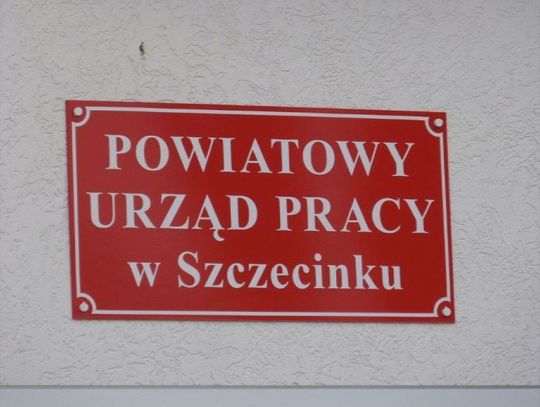 POWIATOWY
URZĄD PRACY
w Szczecinku